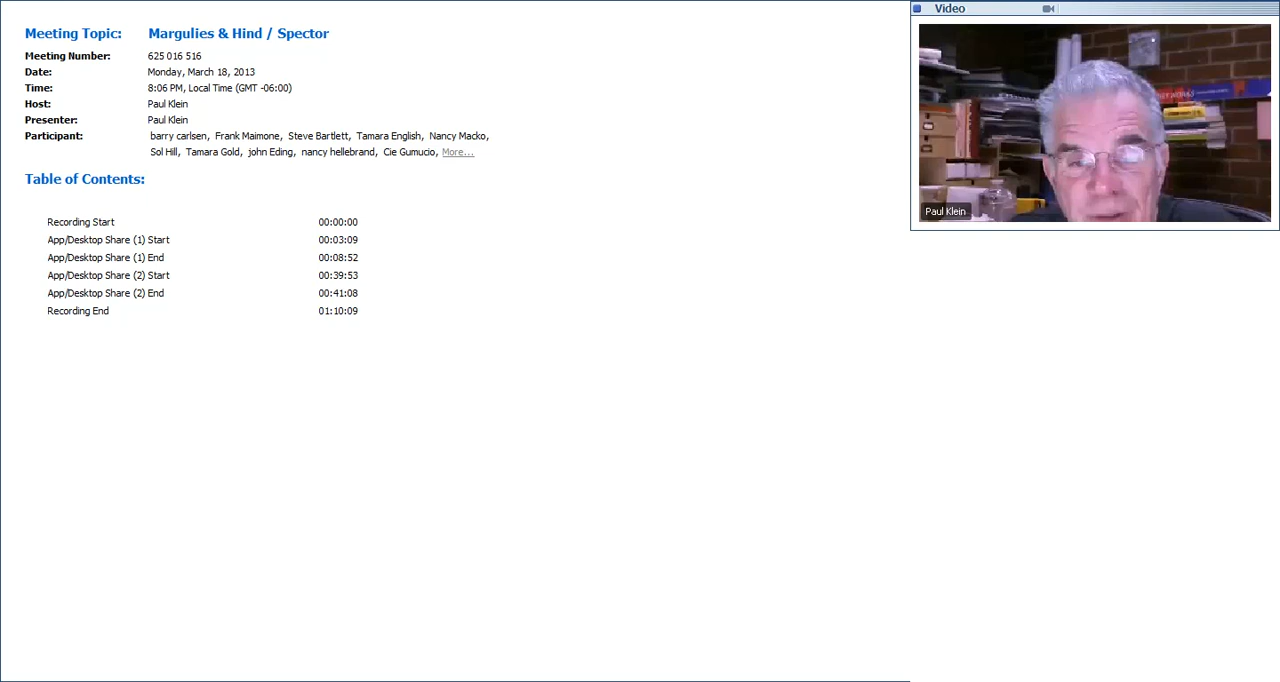 Meeting Topic: Margulies & Hind / Spector
Meeting Number: 625 016 516
Date: Monday, March 18, 2013
Time: 8:06 PM, Local Time (GMT -06:00)
Host: Paul Klein
Presenter: Paul Klein
Participant: barry carlsen, Frank Maimone, Steve Bartlett, Tamara English, Nancy Macko,
Sol Hill, Tamara Gold, john Eding, nancy hellebrand, Cie Gumucio, More...
Table of Contents:
Recording Start 00:00:00
App/Desktop Share (1) Start 00:03:09
App/Desktop Share (1) End 00:08:52
App/Desktop Share (2) Start 00:39:53
App/Desktop Share (2) End 00:41:08
Recording End 01:10:09
Video
Paul Klein